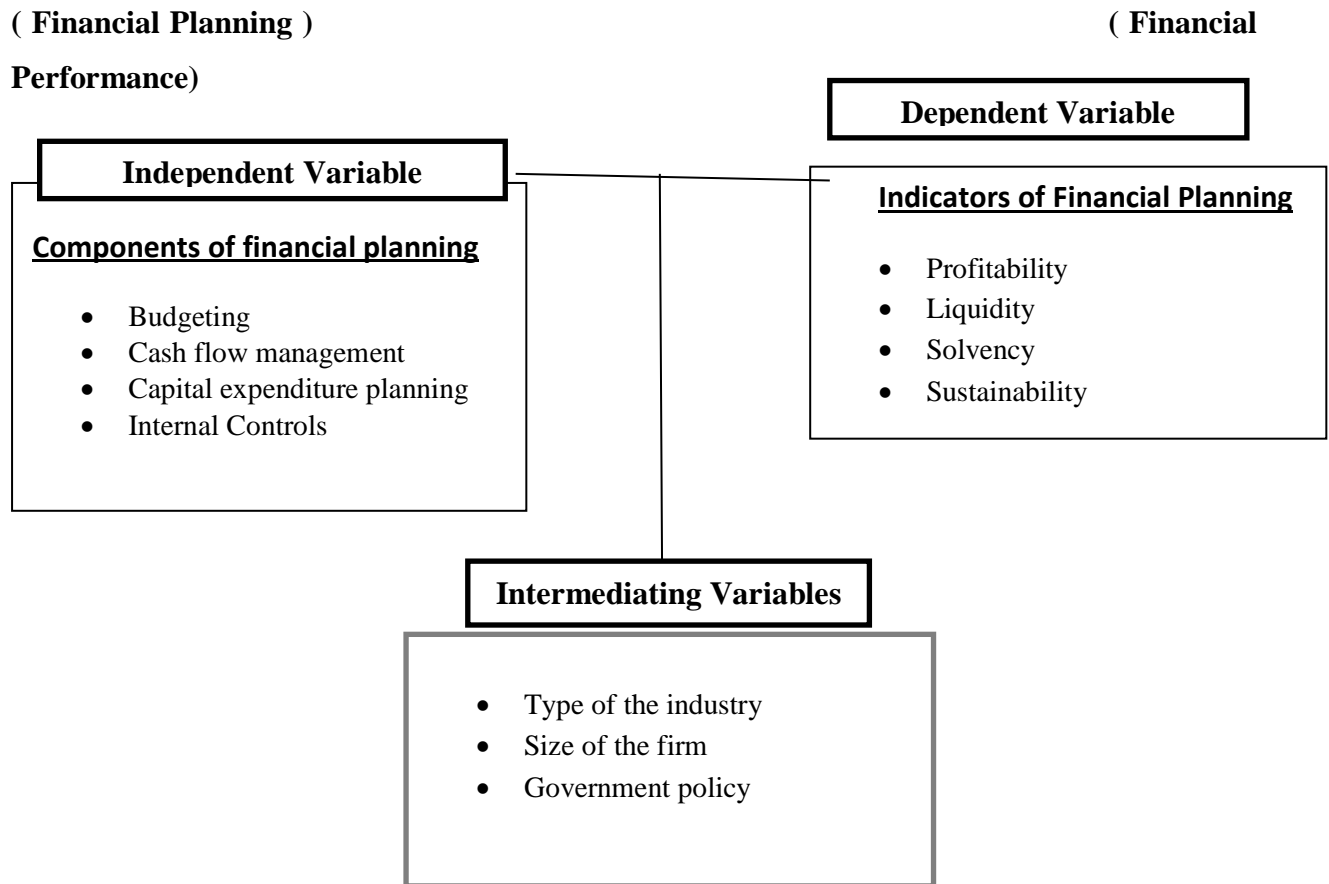 ( Financial Planning ) ( Financial
Performance)
Dependent Variable
Independent Variable
Indicators of Financial Planning
Components of financial planning
• Profitability
• Liquidity
• Solvency
• Sustainability
• Budgeting
• Cash flow management
• Capital expenditure planning
• Internal Controls
Intermediating Variables
• Type of the industry
• Size of the firm
• Government policy